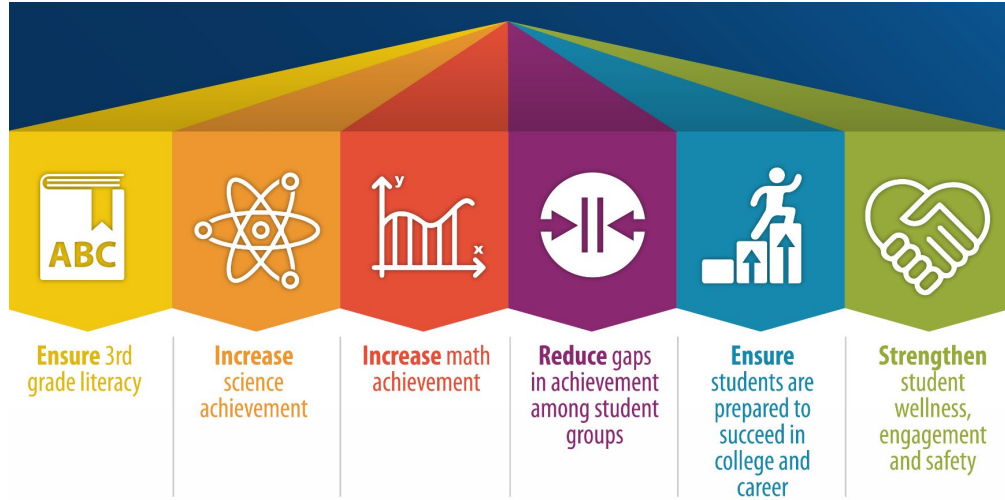 ABC
y
x
Ensure 3rd
grade literacy
Increase
science
achievement
Increase math
achievement
Reduce gaps
in achievement
among student
groups
Ensure
students are
prepared to
succeed in
college and
career
Strengthen
student
wellness,
engagement
and safety